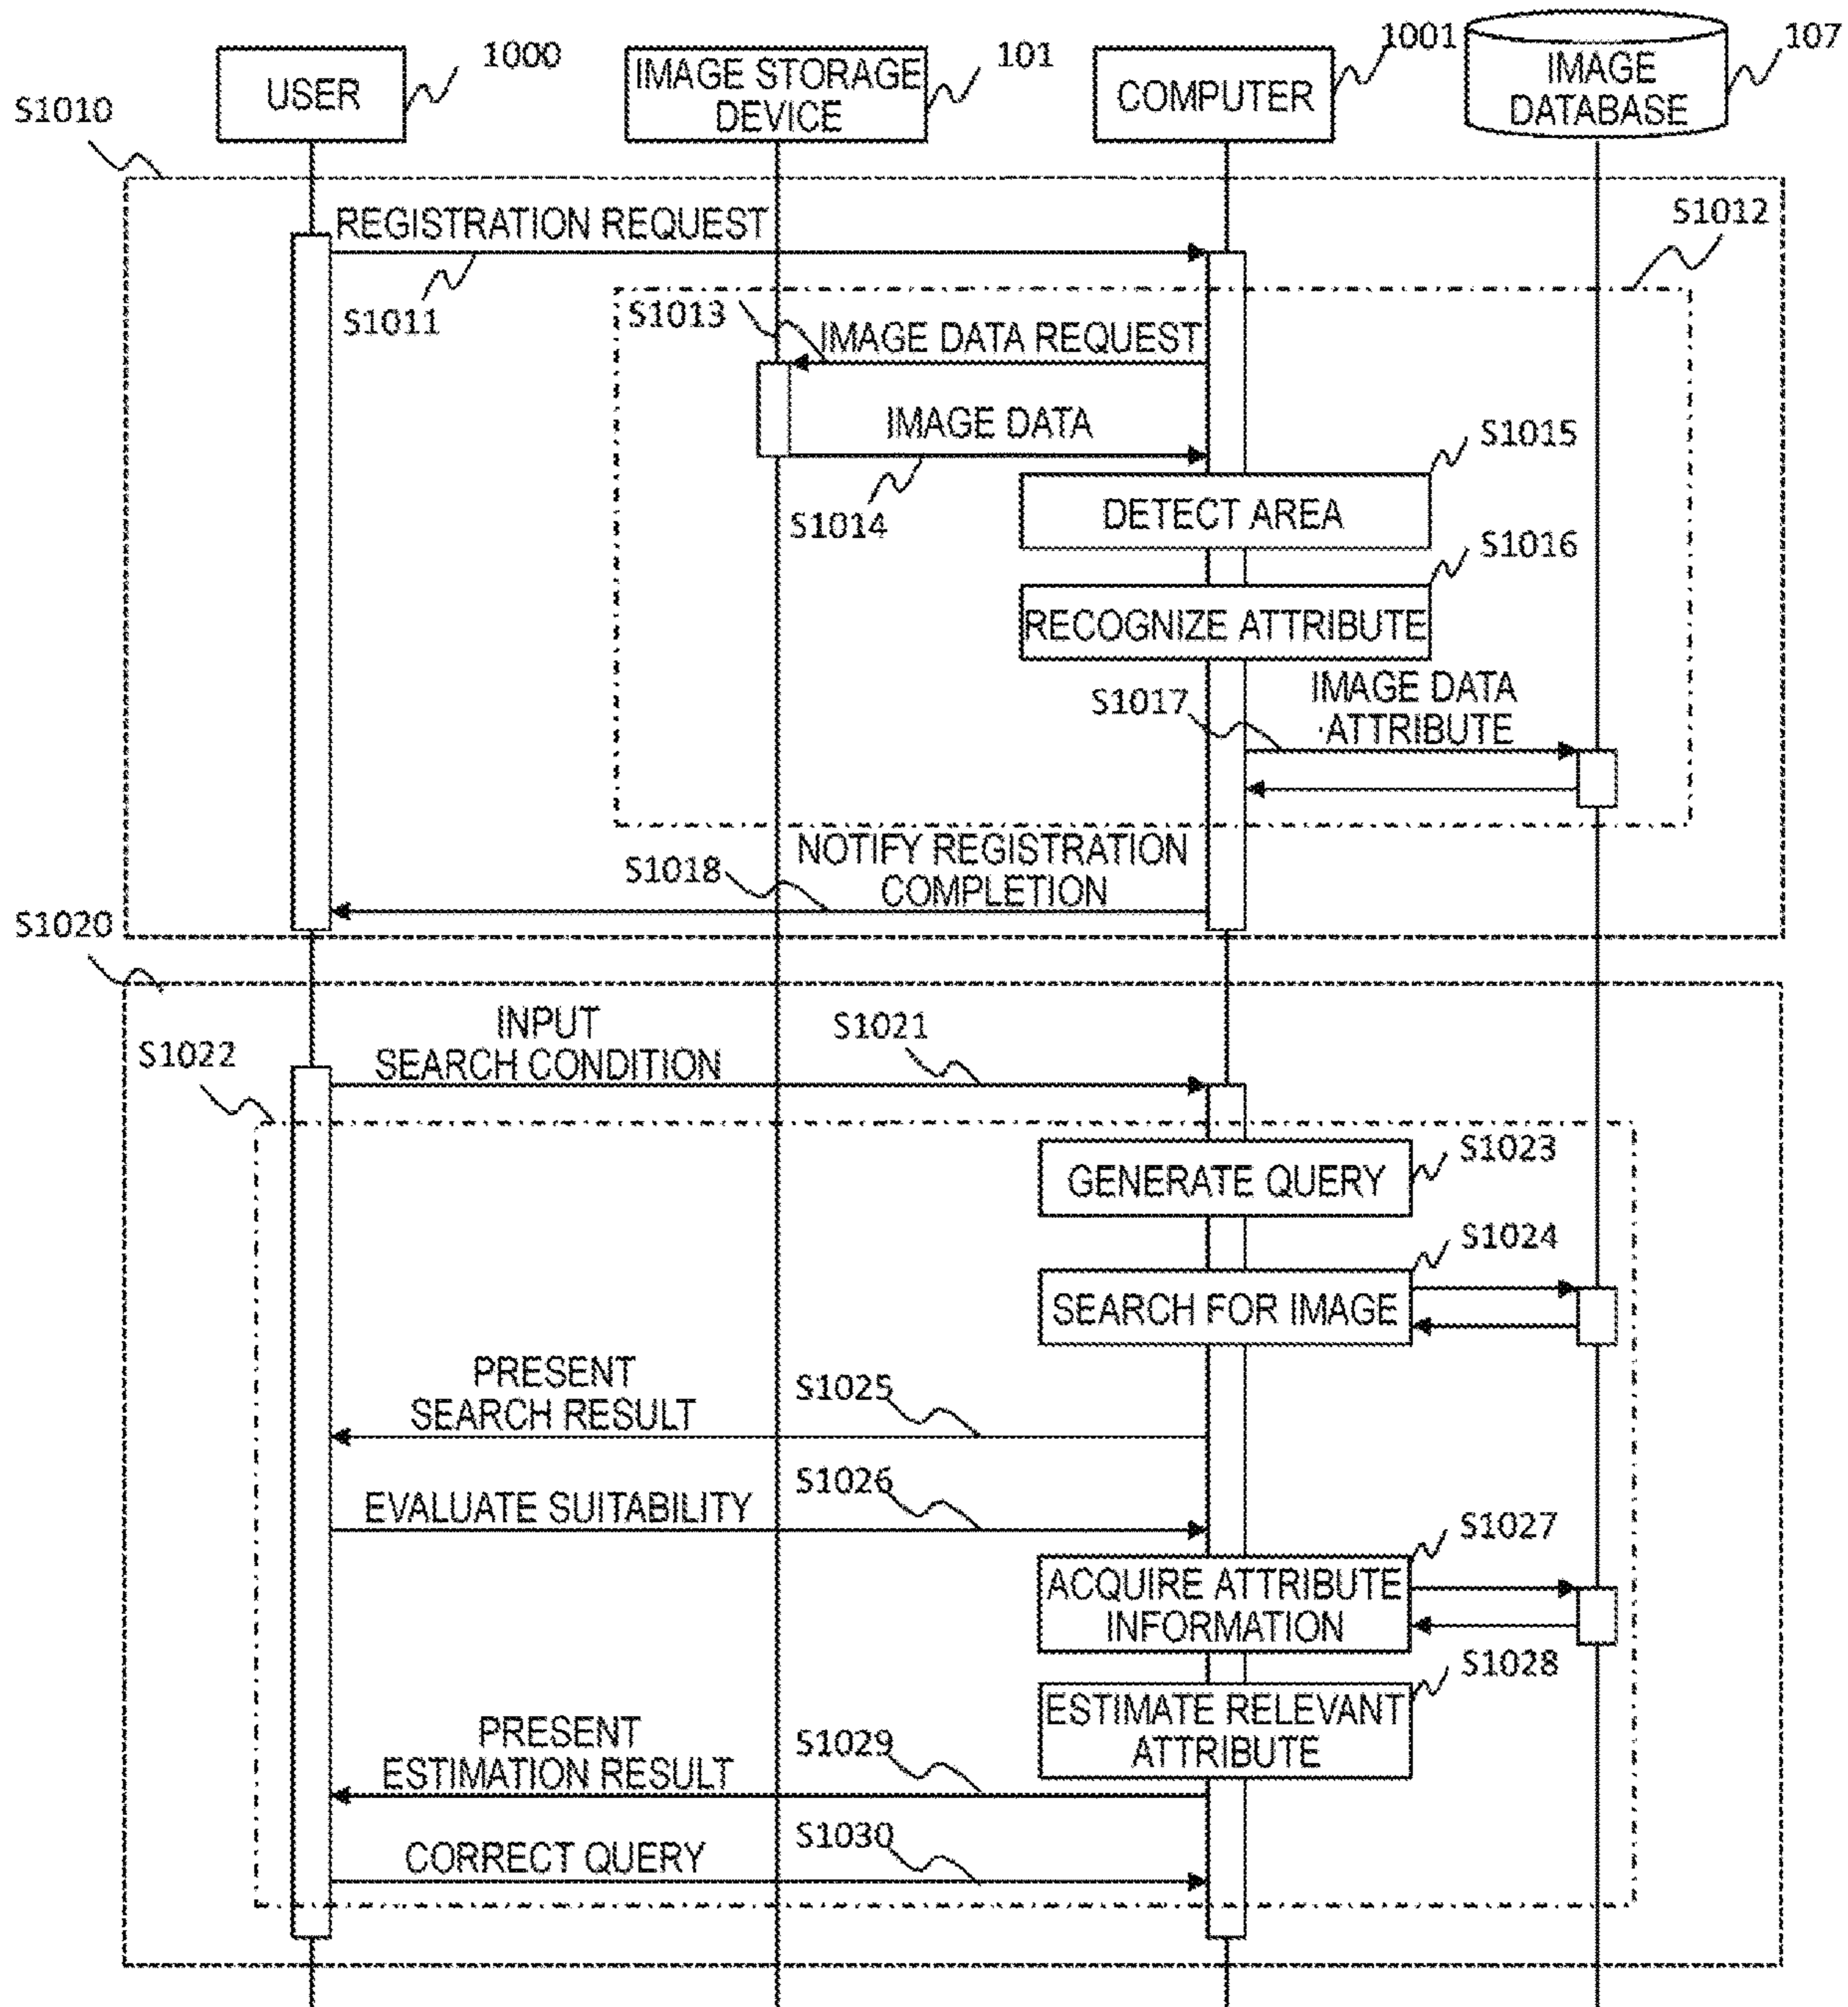 1000
101
1001
107
USER
IMAGE STORAGE
DEVICE
COMPUTER
IMAGE
DATABASE
S1010
S1012
REGISTRATION REQUEST
S1011
S1013
IMAGE DATA REQUEST
IMAGE DATA
S1014
S1015
DETECT AREA
S1016
RECOGNIZE ATTRIBUTE
S1017
IMAGE DATA
·ATTRIBUTE
NOTIFY REGISTRATION
COMPLETION
S1018
S1020
INPUT
SEARCH CONDITION
S1021
S1022
S1023
GENERATE QUERY
S1024
SEARCH FOR IMAGE
PRESENT
SEARCH RESULT
S1025
EVALUATE SUITABILITY
S1026
S1027
ACQUIRE ATTRIBUTE
INFORMATION
S1028
ESTIMATE RELEVANT
ATTRIBUTE
PRESENT
ESTIMATION RESULT
S1029
CORRECT QUERY
S1030